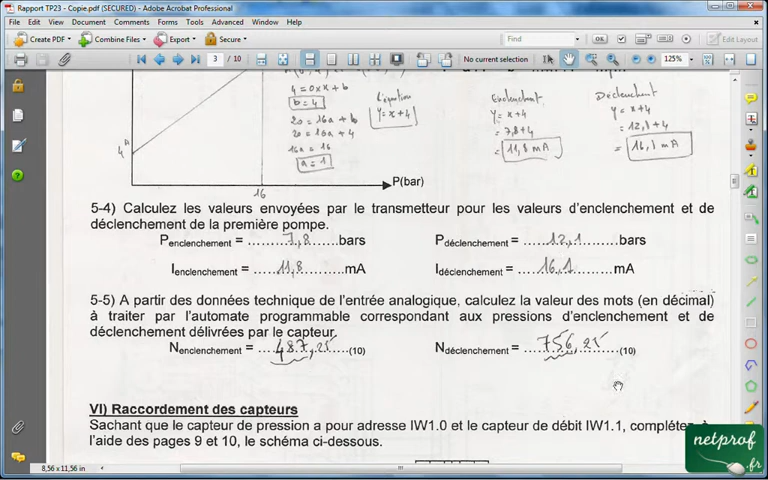 Rapport TP23 - Copie.pdf (SECURED) - Adobe Acrobat Professional
File Edit View Document Comments Forms Tools Advanced Window Help
Create PDF Combine Files Export Secure Find Edit Layout
3 / 10 No current selection 125%
4 = 0 x x + b
b = 4
20 = 16a + b
20 = 16a + 4
16a = 16
a = 1
L'équation
y = x + 4
Enclenchement
y = x + 4
= 7,8 + 4
= 11,8 mA
Déclenchement
y = x + 4
= 12,1 + 4
= 16,1 mA
4
16
P(bar)
5-4) Calculez les valeurs envoyées par le transmetteur pour les valeurs d'enclenchement et de
déclenchement de la première pompe.
Penclenchement = 7,8 bars Pdéclenchement = 12,1 bars
Ienclenchement = 11,8 mA Idéclenchement = 16,1 mA
5-5) A partir des données technique de l'entrée analogique, calculez la valeur des mots (en décimal)
à traiter par l'automate programmable correspondant aux pressions d'enclenchement et de
déclenchement délivrées par le capteur.
Nenclenchement = 487,25 (10) Ndéclenchement = 756,25 (10)
VI) Raccordement des capteurs
Sachant que le capteur de pression a pour adresse IW1.0 et le capteur de débit IW1.1, complétez à
l'aide des pages 9 et 10, le schéma ci-dessous.
8,56 x 11,56 in
netprof
.fr